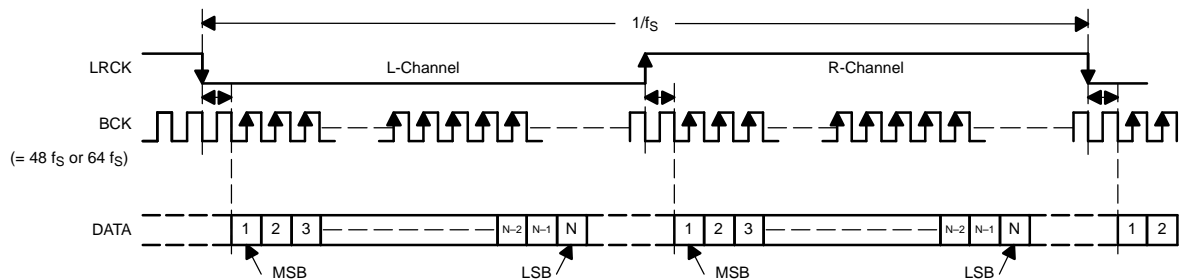 1/fS
LRCK
L-Channel
R-Channel
BCK
(= 48 fS or 64 fS)
DATA
1 2 3 N–2 N–1 N 1 2 3 N–2 N–1 N 1 2
MSB LSB MSB LSB